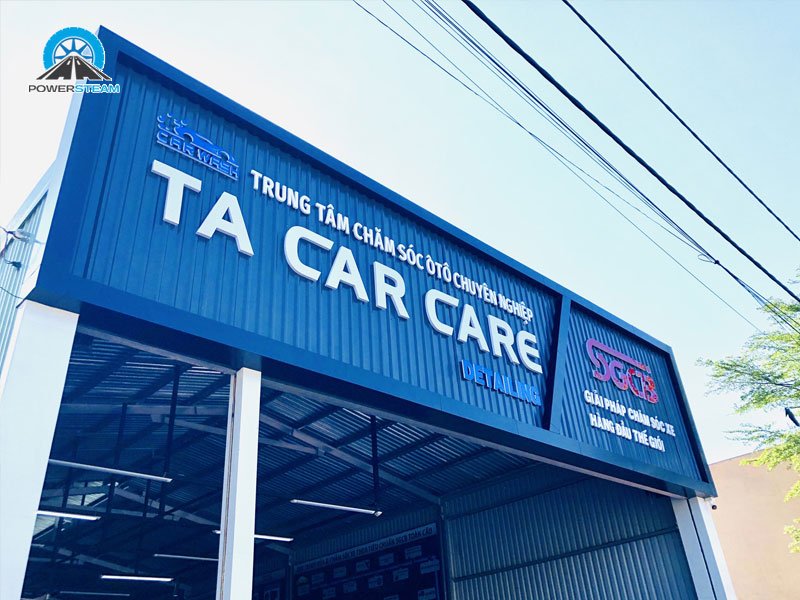 POWERSTEAM
CAR WASH
TRUNG TÂM CHĂM SÓC ÔTÔ CHUYÊN NGHIỆP
TA CAR CARE
DETAILING
SGCB
GIẢI PHÁP CHĂM SÓC XE
HÀNG ĐẦU THẾ GIỚI